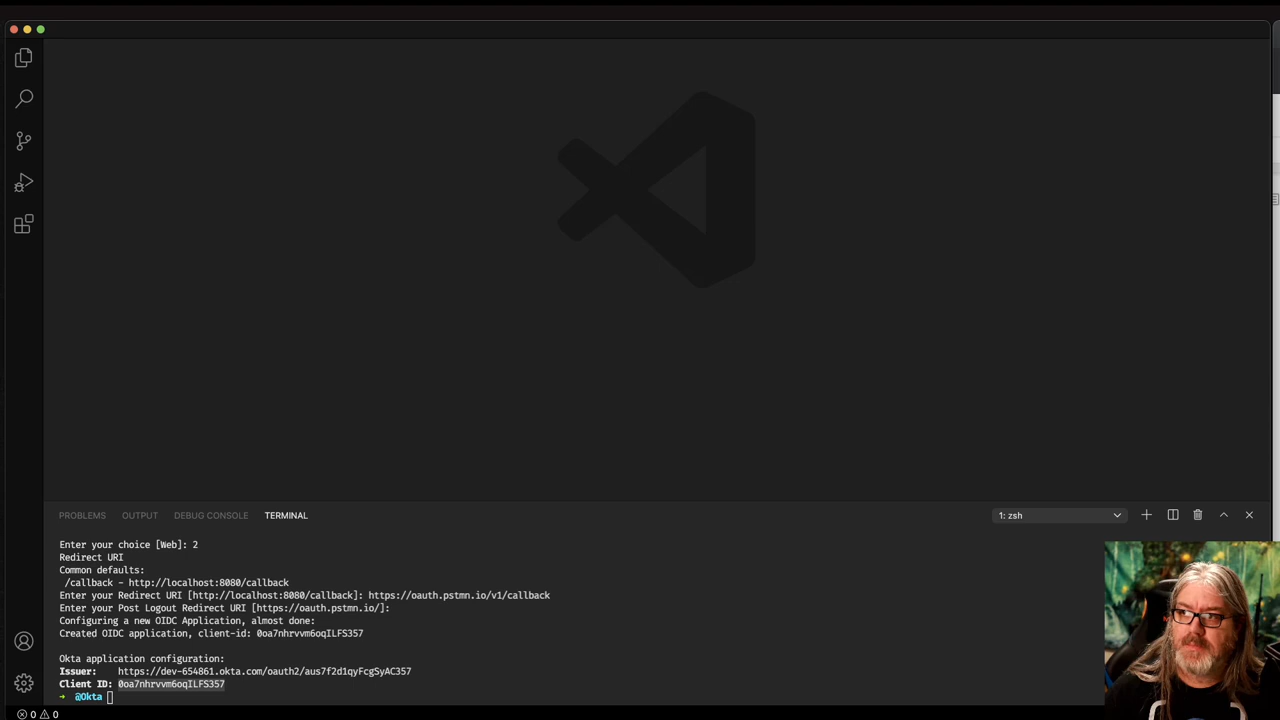 PROBLEMS OUTPUT DEBUG CONSOLE TERMINAL 1: zsh
Enter your choice [Web]: 2
Redirect URI
Common defaults:
/callback - http://localhost:8080/callback
Enter your Redirect URI [http://localhost:8080/callback]: https://oauth.pstmn.io/v1/callback
Enter your Post Logout Redirect URI [https://oauth.pstmn.io/]:
Configuring a new OIDC Application, almost done:
Created OIDC application, client-id: 0oa7nhrvvm6oqILFS357
Okta application configuration:
Issuer: https://dev-654861.okta.com/oauth2/aus7f2d1qyFcgSyAC357
Client ID: 0oa7nhrvvm6oqILFS357
→ @Okta
0 0